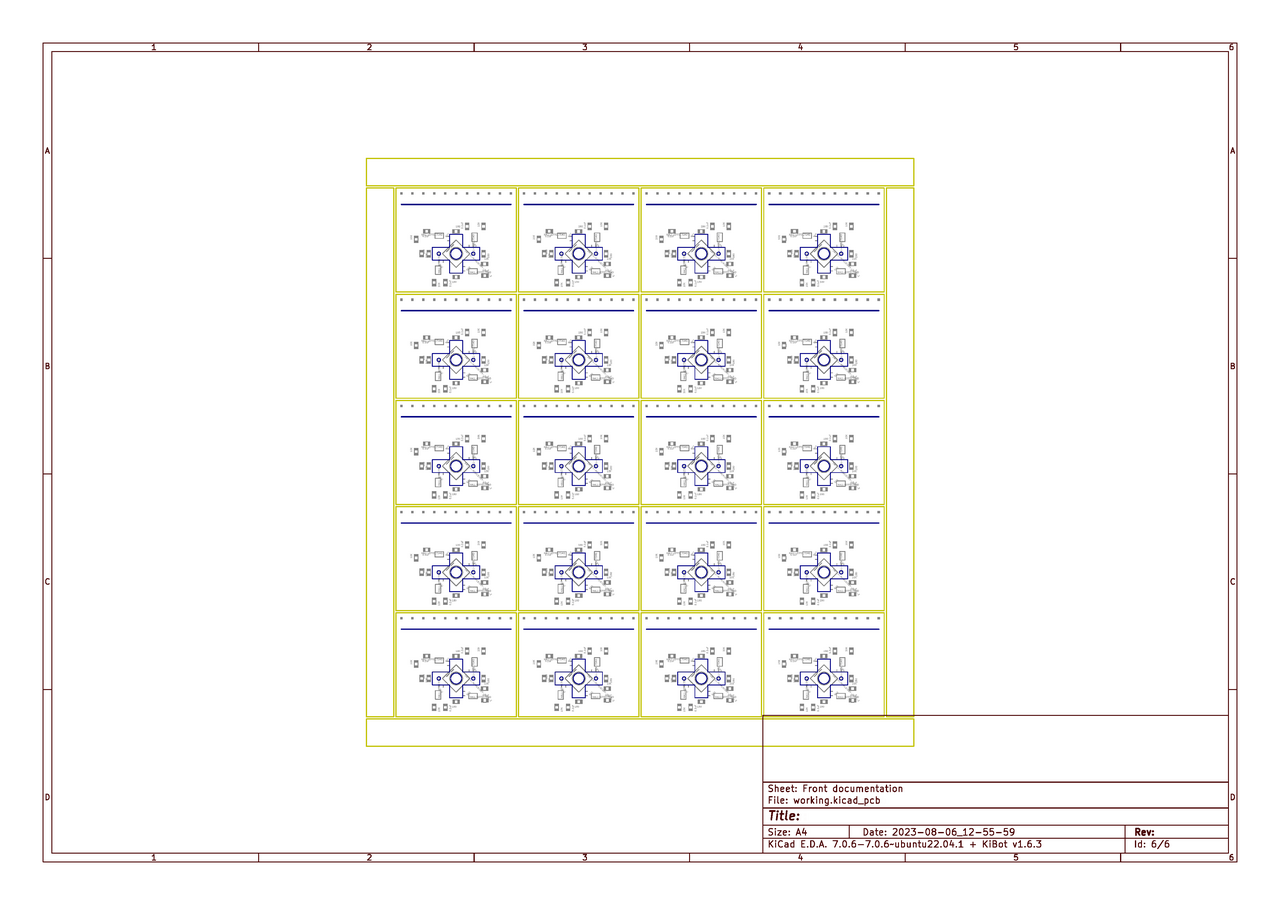 1 2 3 4 5 6
A A
B B
C C
D D
Sheet: Front documentation
File: working.kicad_pcb
Title:
Size: A4 Date: 2023-08-06_12-55-59 Rev:
KiCad E.D.A. 7.0.6-7.0.6~ubuntu22.04.1 + KiBot v1.6.3 Id: 6/6
1 2 3 4 5 6